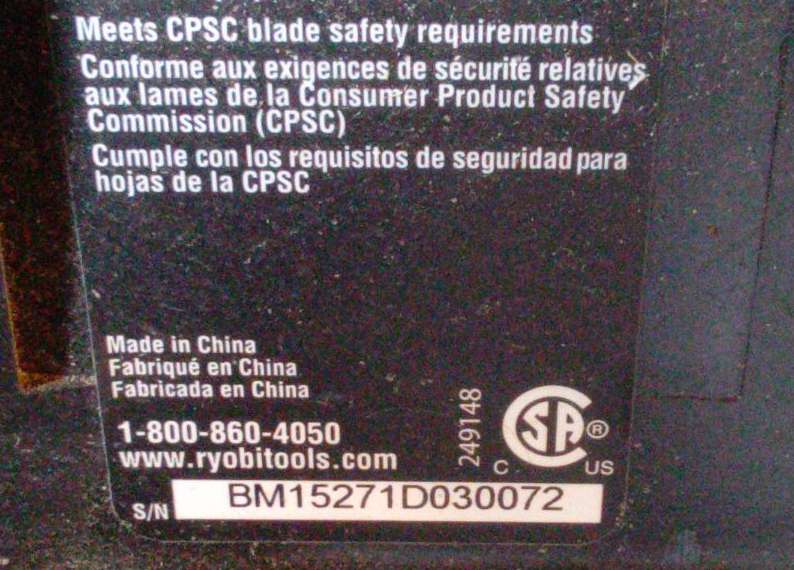 Meets CPSC blade safety requirements
Conforme aux exigences de sécurité relatives
aux lames de la Consumer Product Safety
Commission (CPSC)
Cumple con los requisitos de seguridad para
hojas de la CPSC
Made in China
Fabriqué en China
Fabricada en China
1-800-860-4050
www.ryobitools.com
249148
C SA ® US
S/N BM15271D030072